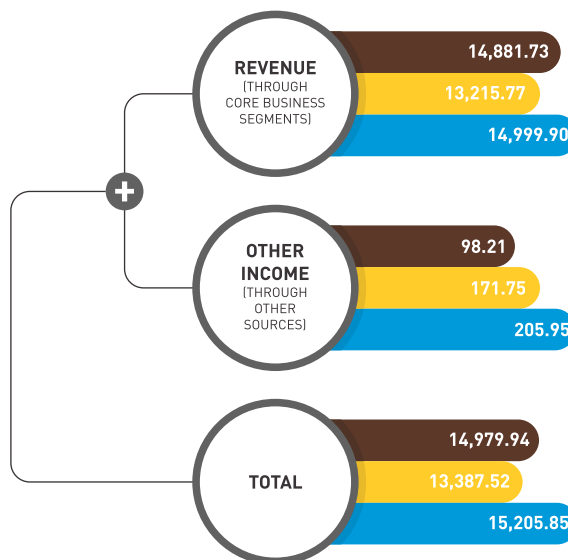 REVENUE
(THROUGH
CORE BUSINESS
SEGMENTS)
14,881.73
13,215.77
14,999.90
+
OTHER
INCOME
(THROUGH
OTHER
SOURCES)
98.21
171.75
205.95
TOTAL
14,979.94
13,387.52
15,205.85